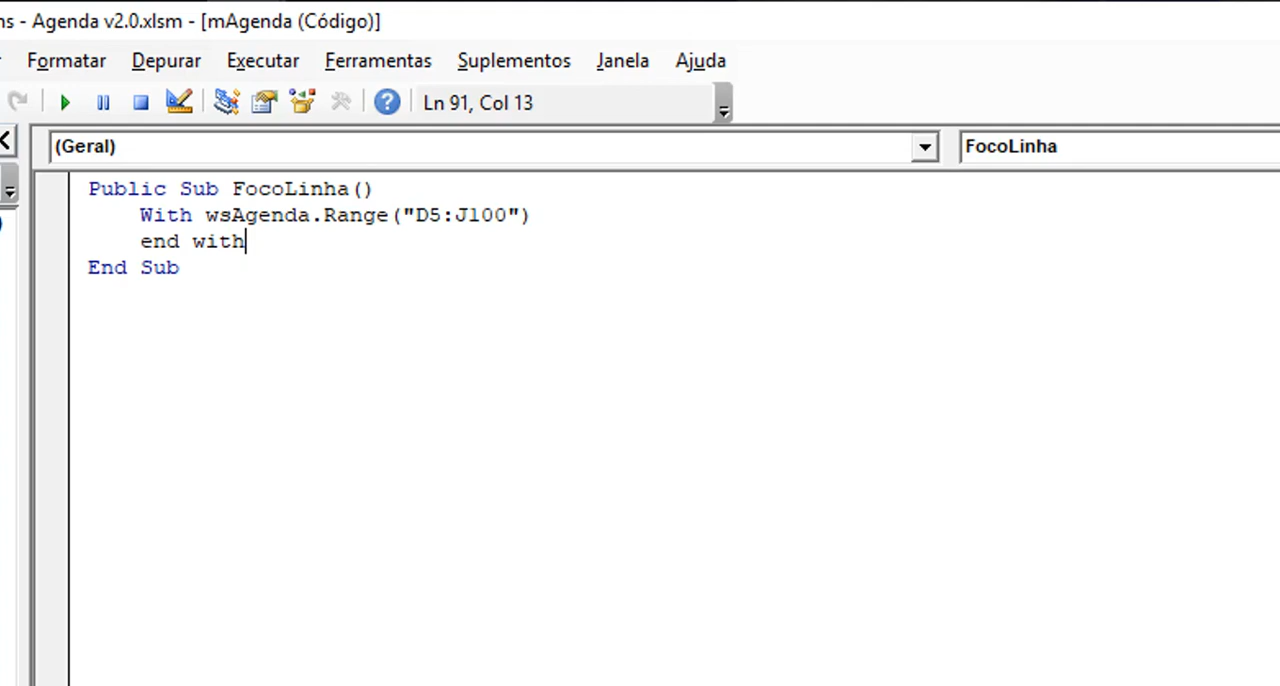 ns - Agenda v2.0.xlsm - [mAgenda (Código)]
Formatar Depurar Executar Ferramentas Suplementos Janela Ajuda
Ln 91, Col 13
(Geral) FocoLinha
Public Sub FocoLinha()
With wsAgenda.Range("D5:J100")
end with
End Sub